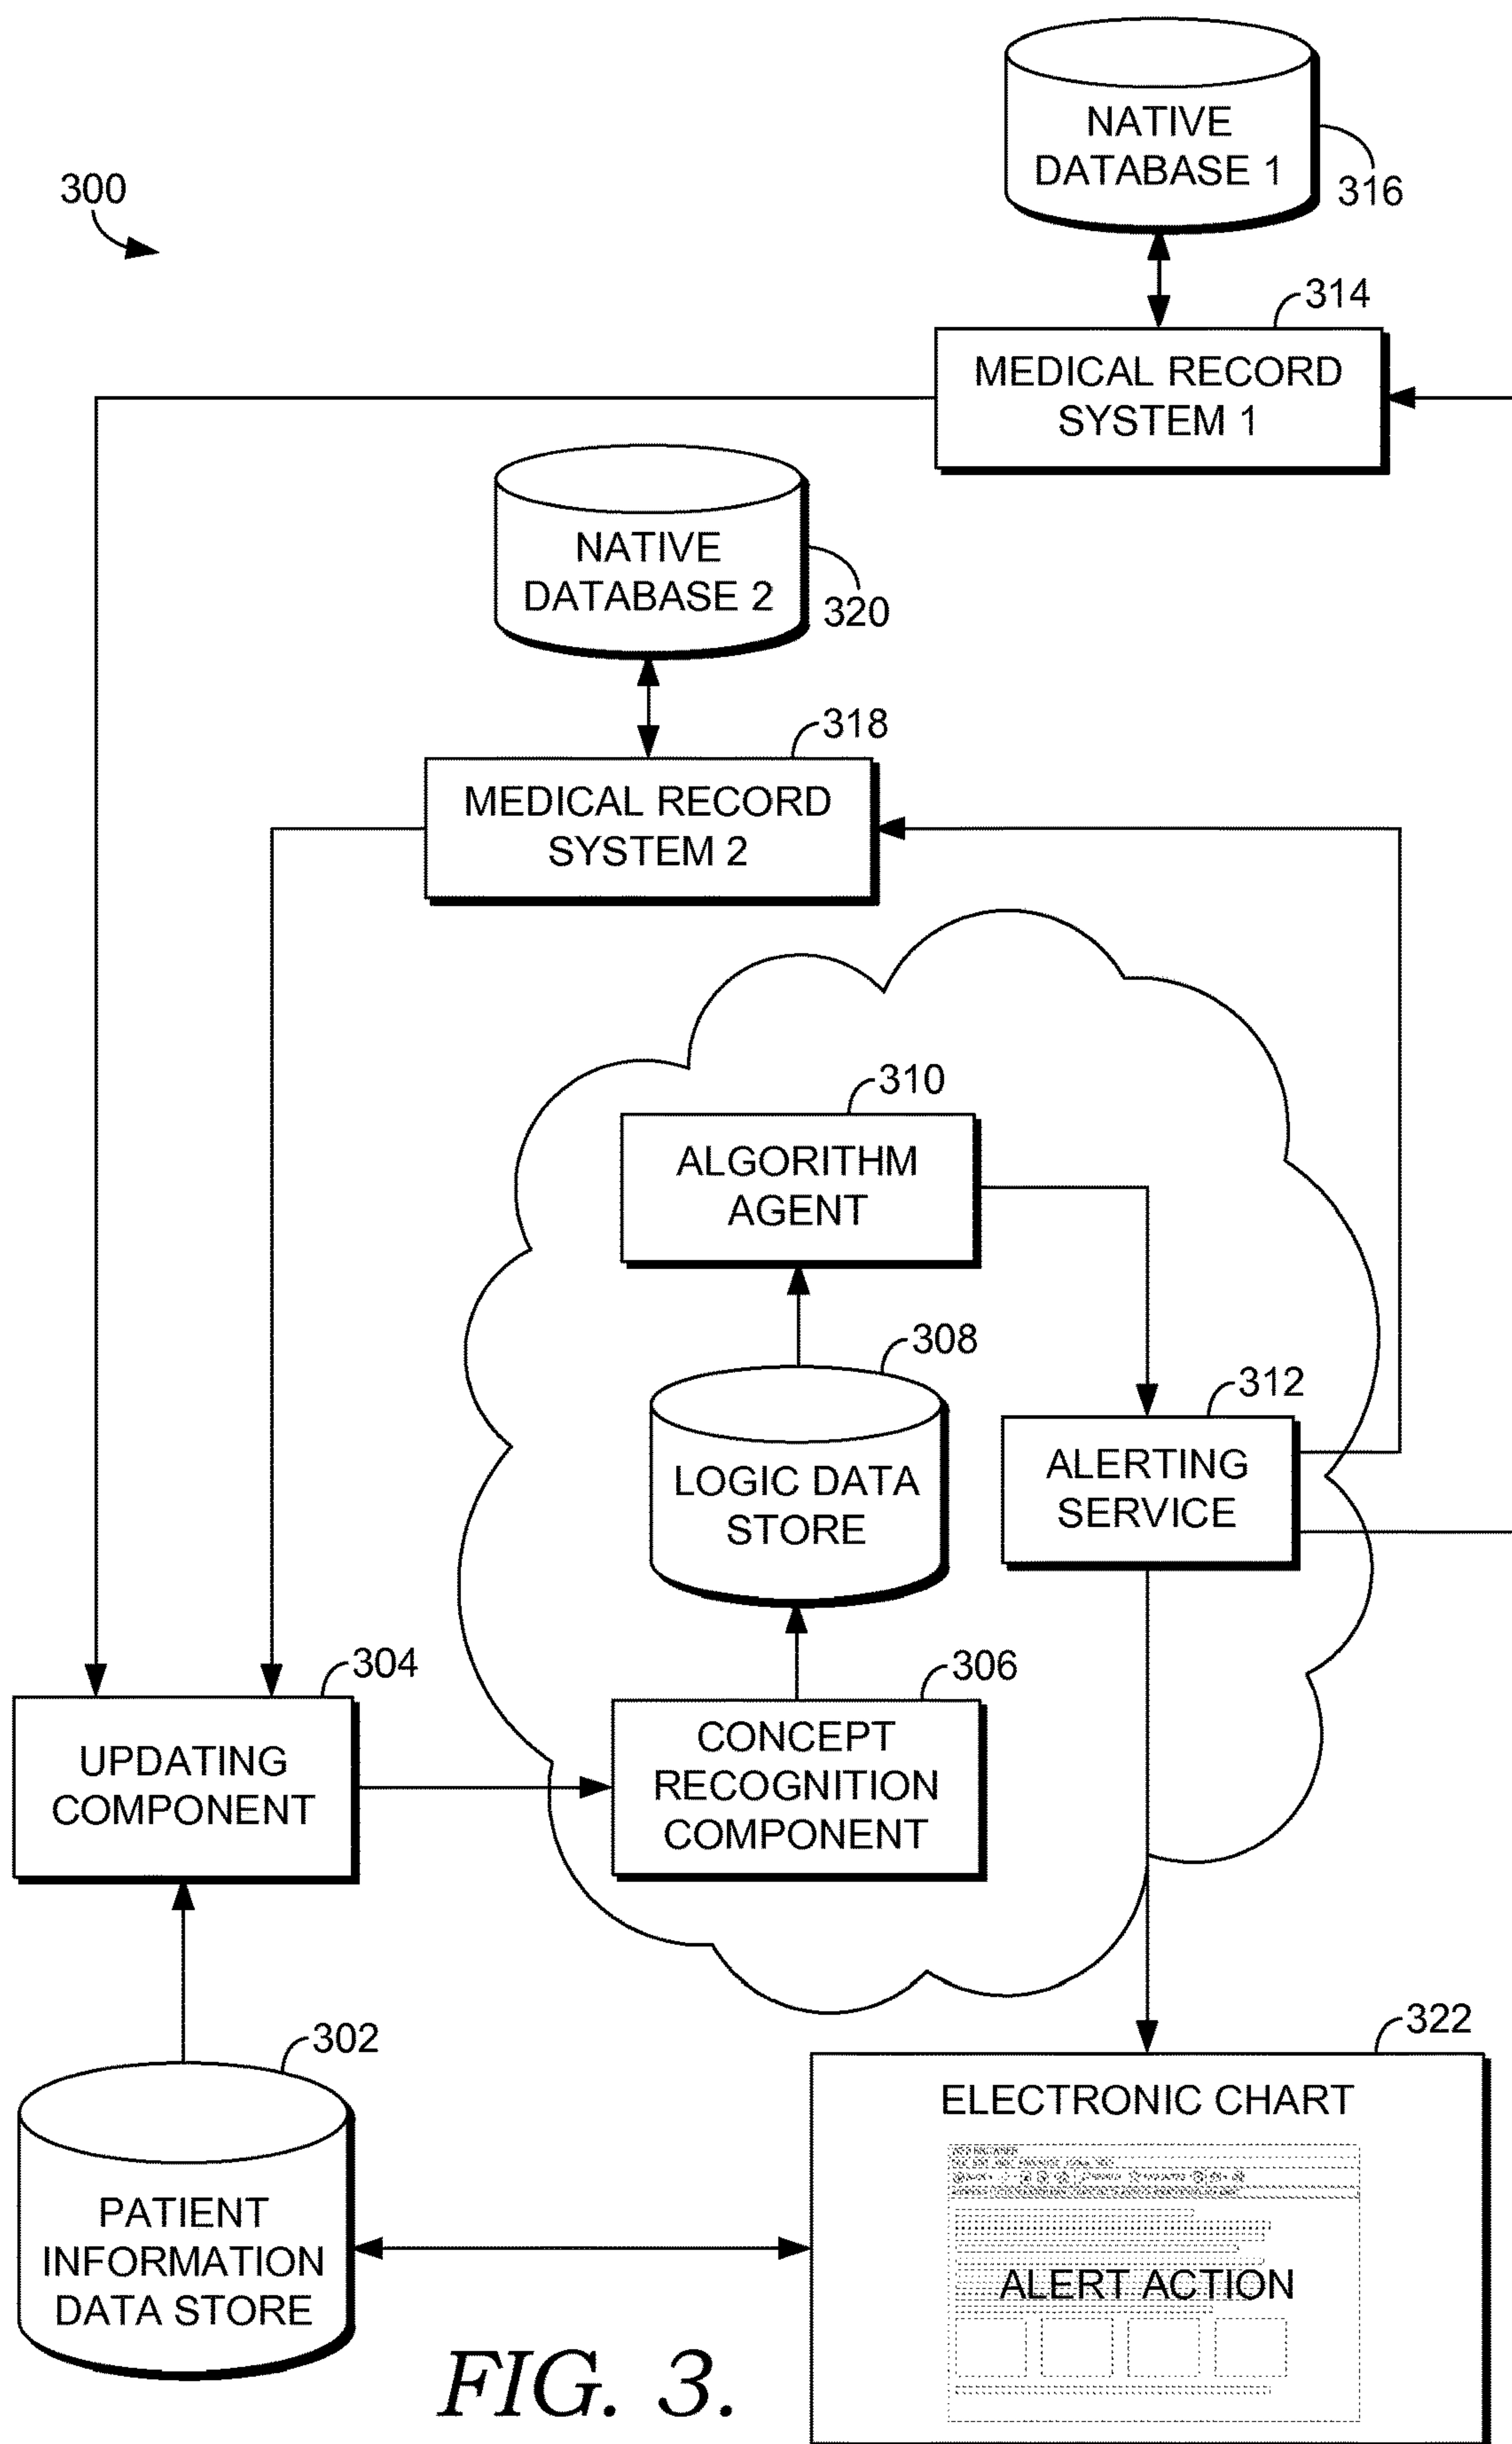 NATIVE
DATABASE 1
316
300
314
MEDICAL RECORD
SYSTEM 1
NATIVE
DATABASE 2
320
318
MEDICAL RECORD
SYSTEM 2
310
ALGORITHM
AGENT
308
LOGIC DATA
STORE
312
ALERTING
SERVICE
304
UPDATING
COMPONENT
306
CONCEPT
RECOGNITION
COMPONENT
302
PATIENT
INFORMATION
DATA STORE
322
ELECTRONIC CHART
ALERT ACTION
FIG. 3.